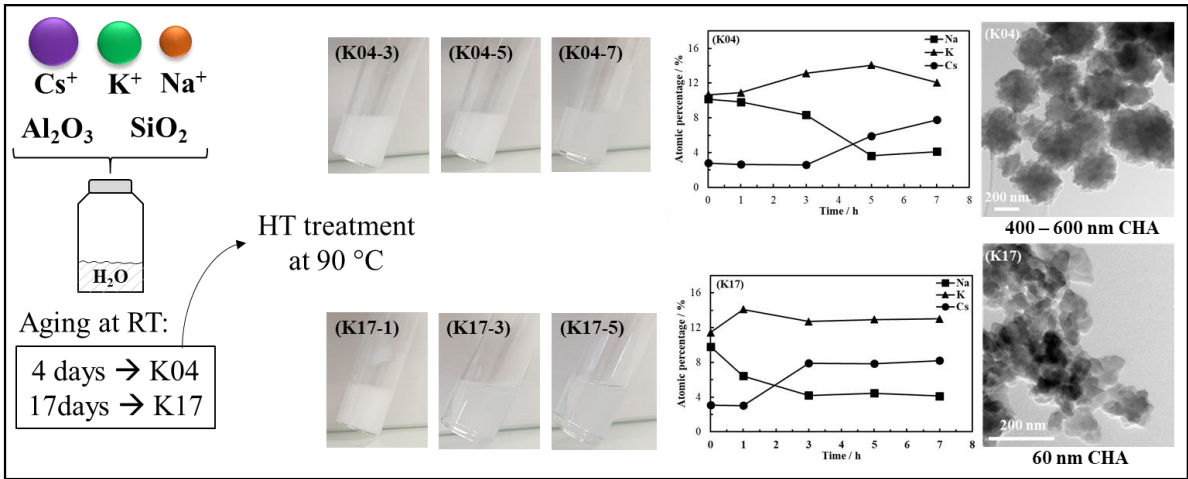 Cs+ K+ Na+
Al2O3 SiO2
H2O
Aging at RT:
4 days → K04
17days → K17
HT treatment
at 90 °C
(K04-3) (K04-5) (K04-7)
(K17-1) (K17-3) (K17-5)
(K04)
Na
K
Cs
Atomic percentage / %
16
12
8
4
0
0 1 2 3 4 5 6 7 8
Time / h
(K04)
200 nm
400 – 600 nm CHA
(K17)
Na
K
Cs
Atomic percentage / %
16
12
8
4
0
0 1 2 3 4 5 6 7 8
Time / h
(K17)
200 nm
60 nm CHA